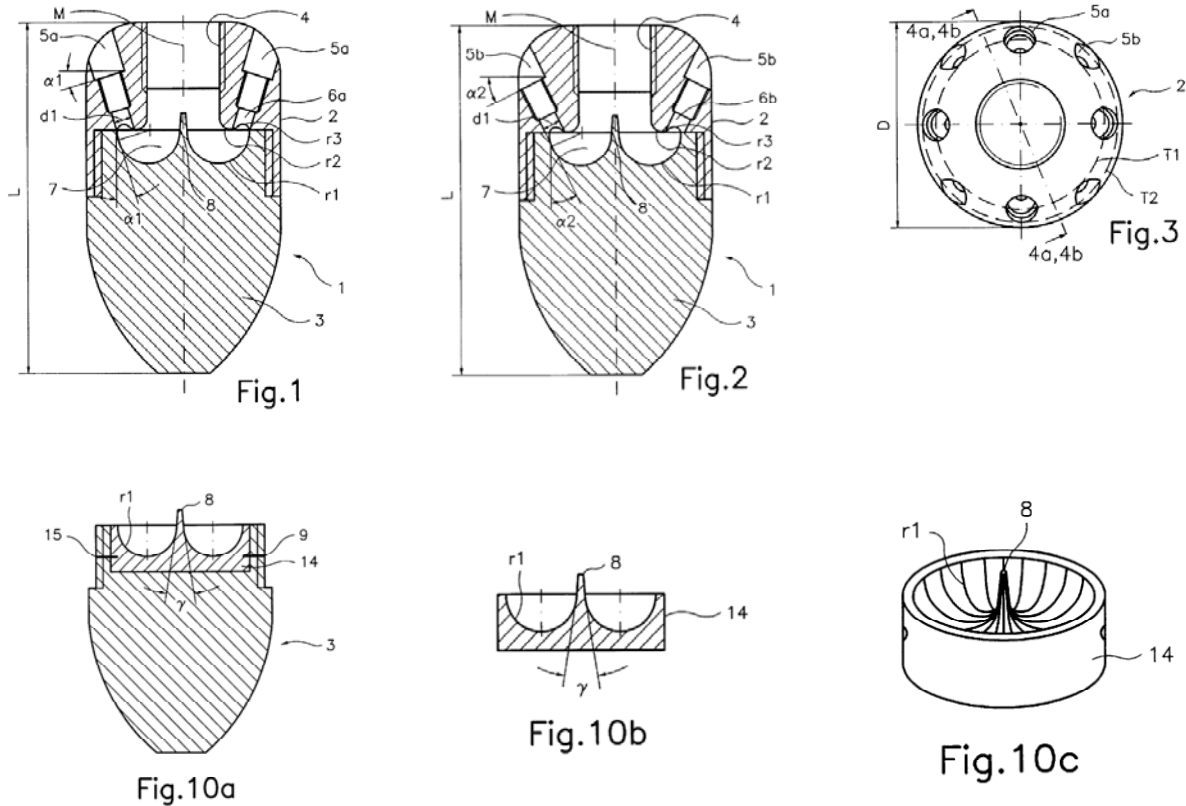 M
4
5a
5a
α1
6a
d1
2
r3
r2
7
r1
α1
8
L
1
3
Fig.1
M
4
5b
5b
α2
6b
d1
2
r3
r2
7
r1
α2
8
L
1
3
Fig.2
4a,4b
5a
5b
2
D
T1
T2
4a,4b
Fig.3
r1
8
15
9
14
γ
3
Fig.10a
8
r1
14
γ
Fig.10b
8
r1
14
Fig.10c